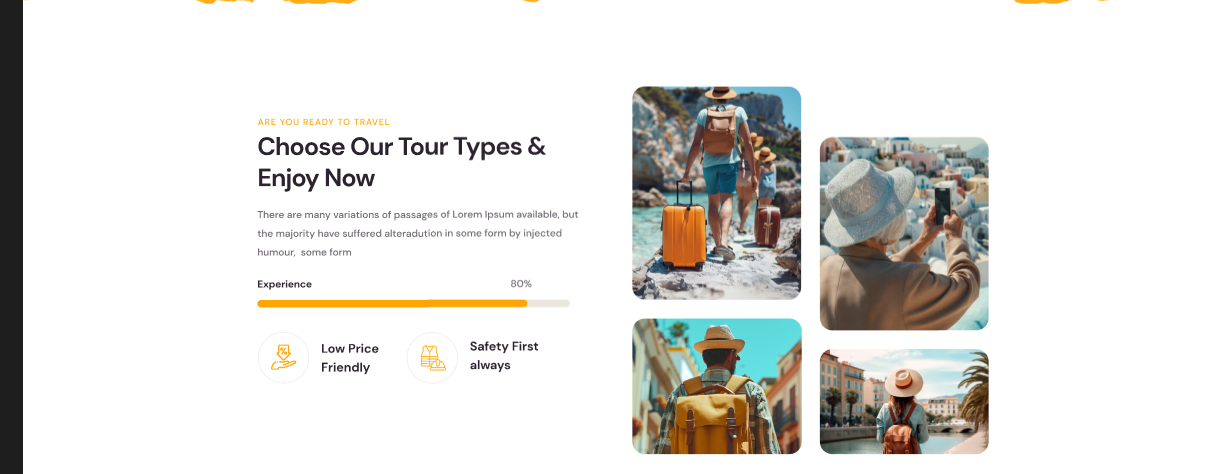 ARE YOU READY TO TRAVEL
Choose Our Tour Types &
Enjoy Now
There are many variations of passages of Lorem Ipsum available, but
the majority have suffered alteradution in some form by injected
humour, some form
Experience 80%
Low Price
Friendly
Safety First
always